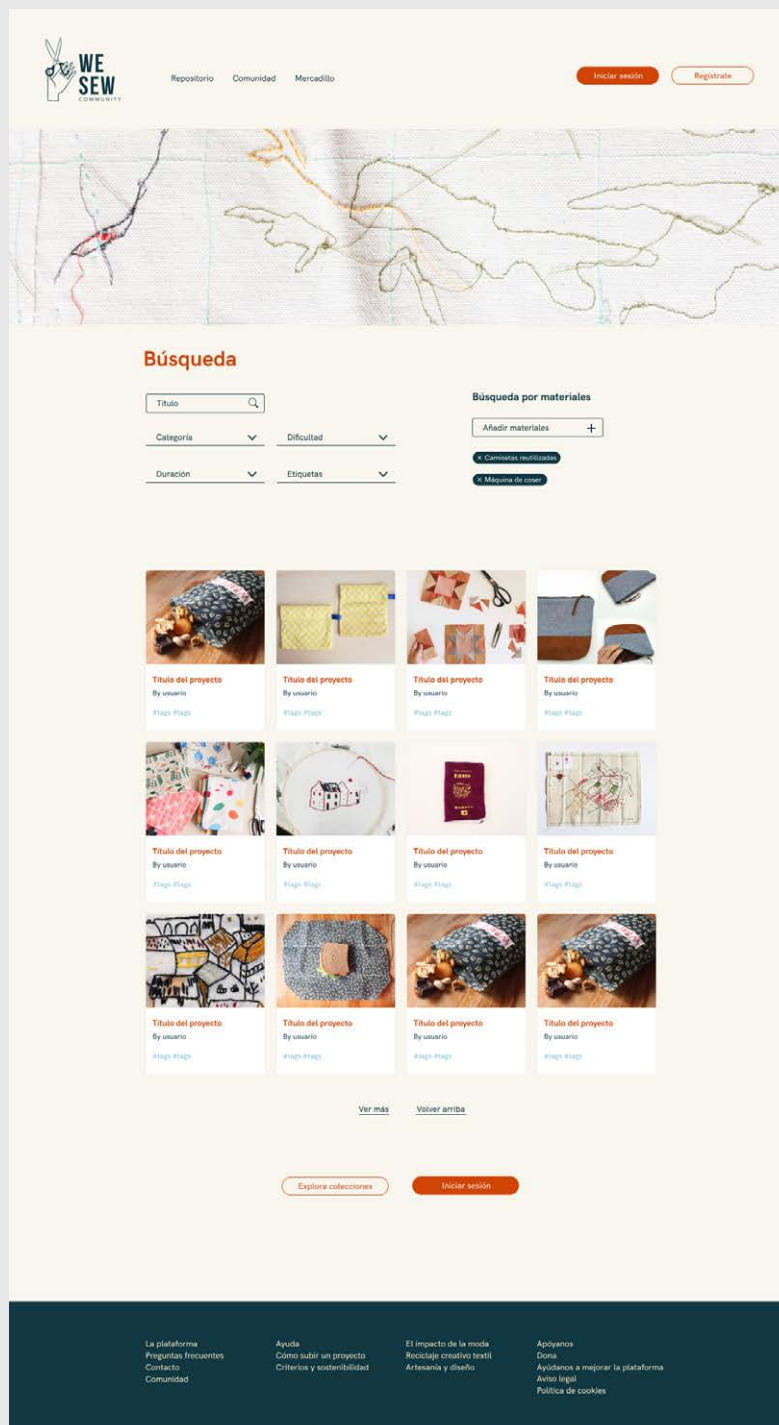 WE
SEW
COMMUNITY
Repositorio
Comunidad
Mercadillo
Iniciar sesión
Regístrate
Búsqueda
Título
Categoría
Dificultad
Duración
Etiquetas
Búsqueda por materiales
Añadir materiales
× Camisetas reutilizadas
× Máquina de coser
Título del proyecto
By usuario
#tags #tags
Título del proyecto
By usuario
#tags #tags
Título del proyecto
By usuario
#tags #tags
Título del proyecto
By usuario
#tags #tags
Título del proyecto
By usuario
#tags #tags
Título del proyecto
By usuario
#tags #tags
Título del proyecto
By usuario
#tags #tags
Título del proyecto
By usuario
#tags #tags
Título del proyecto
By usuario
#tags #tags
Título del proyecto
By usuario
#tags #tags
Título del proyecto
By usuario
#tags #tags
Título del proyecto
By usuario
#tags #tags
Ver más
Volver arriba
Explora colecciones
Iniciar sesión
La plataforma
Preguntas frecuentes
Contacto
Comunidad
Ayuda
Cómo subir un proyecto
Criterios y sostenibilidad
El impacto de la moda
Reciclaje creativo textil
Artesanía y diseño
Apóyanos
Dona
Ayúdanos a mejorar la plataforma
Aviso legal
Política de cookies